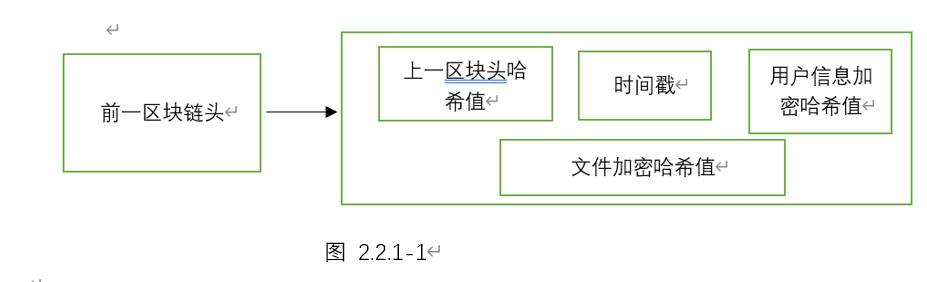 前一区块链头
上一区块头哈
希值
时间戳
用户信息加
密哈希值
文件加密哈希值
图 2.2.1-1